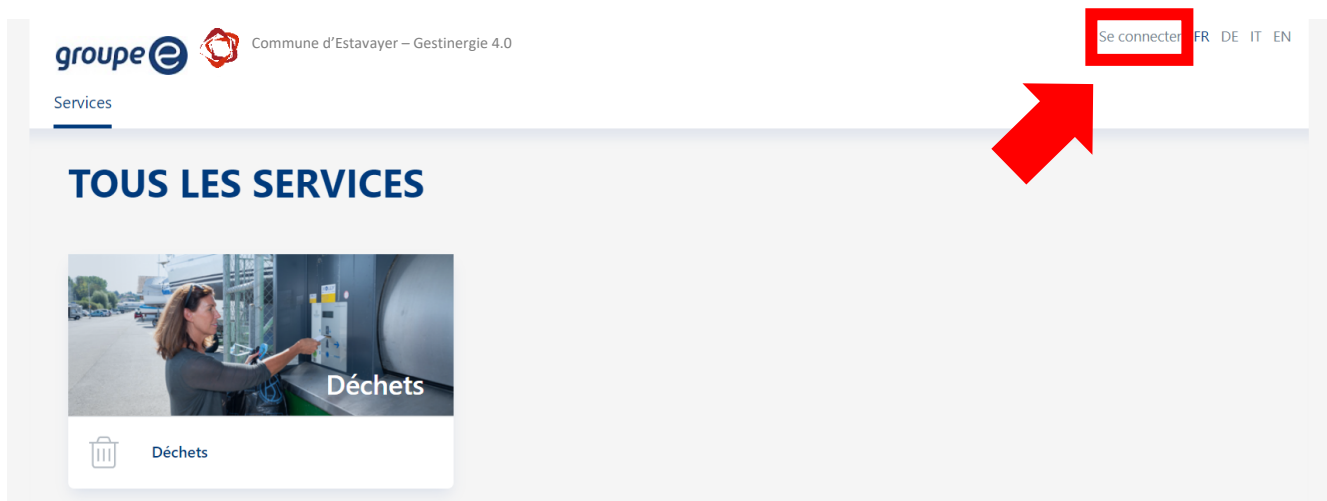 groupe e
Commune d'Estavayer – Gestinergie 4.0
Se connecter FR DE IT EN
Services
TOUS LES SERVICES
Déchets
Déchets